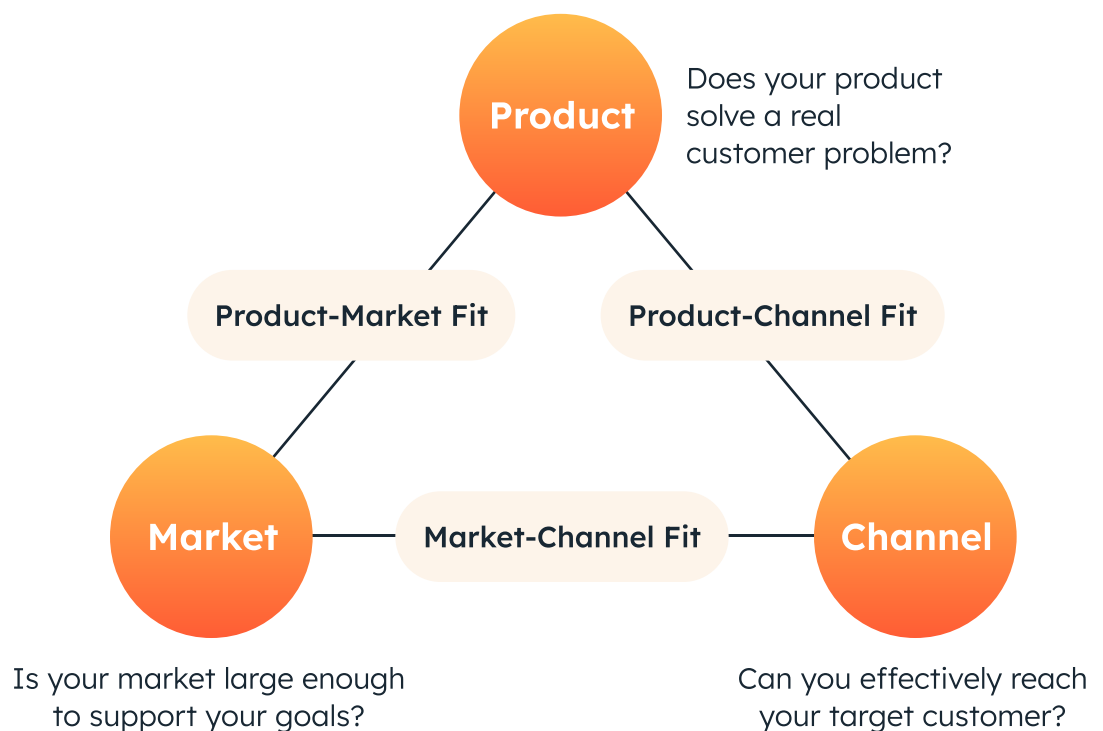 Product
Does your product
solve a real
customer problem?
Product-Market Fit
Product-Channel Fit
Market
Market-Channel Fit
Channel
Is your market large enough
to support your goals?
Can you effectively reach
your target customer?